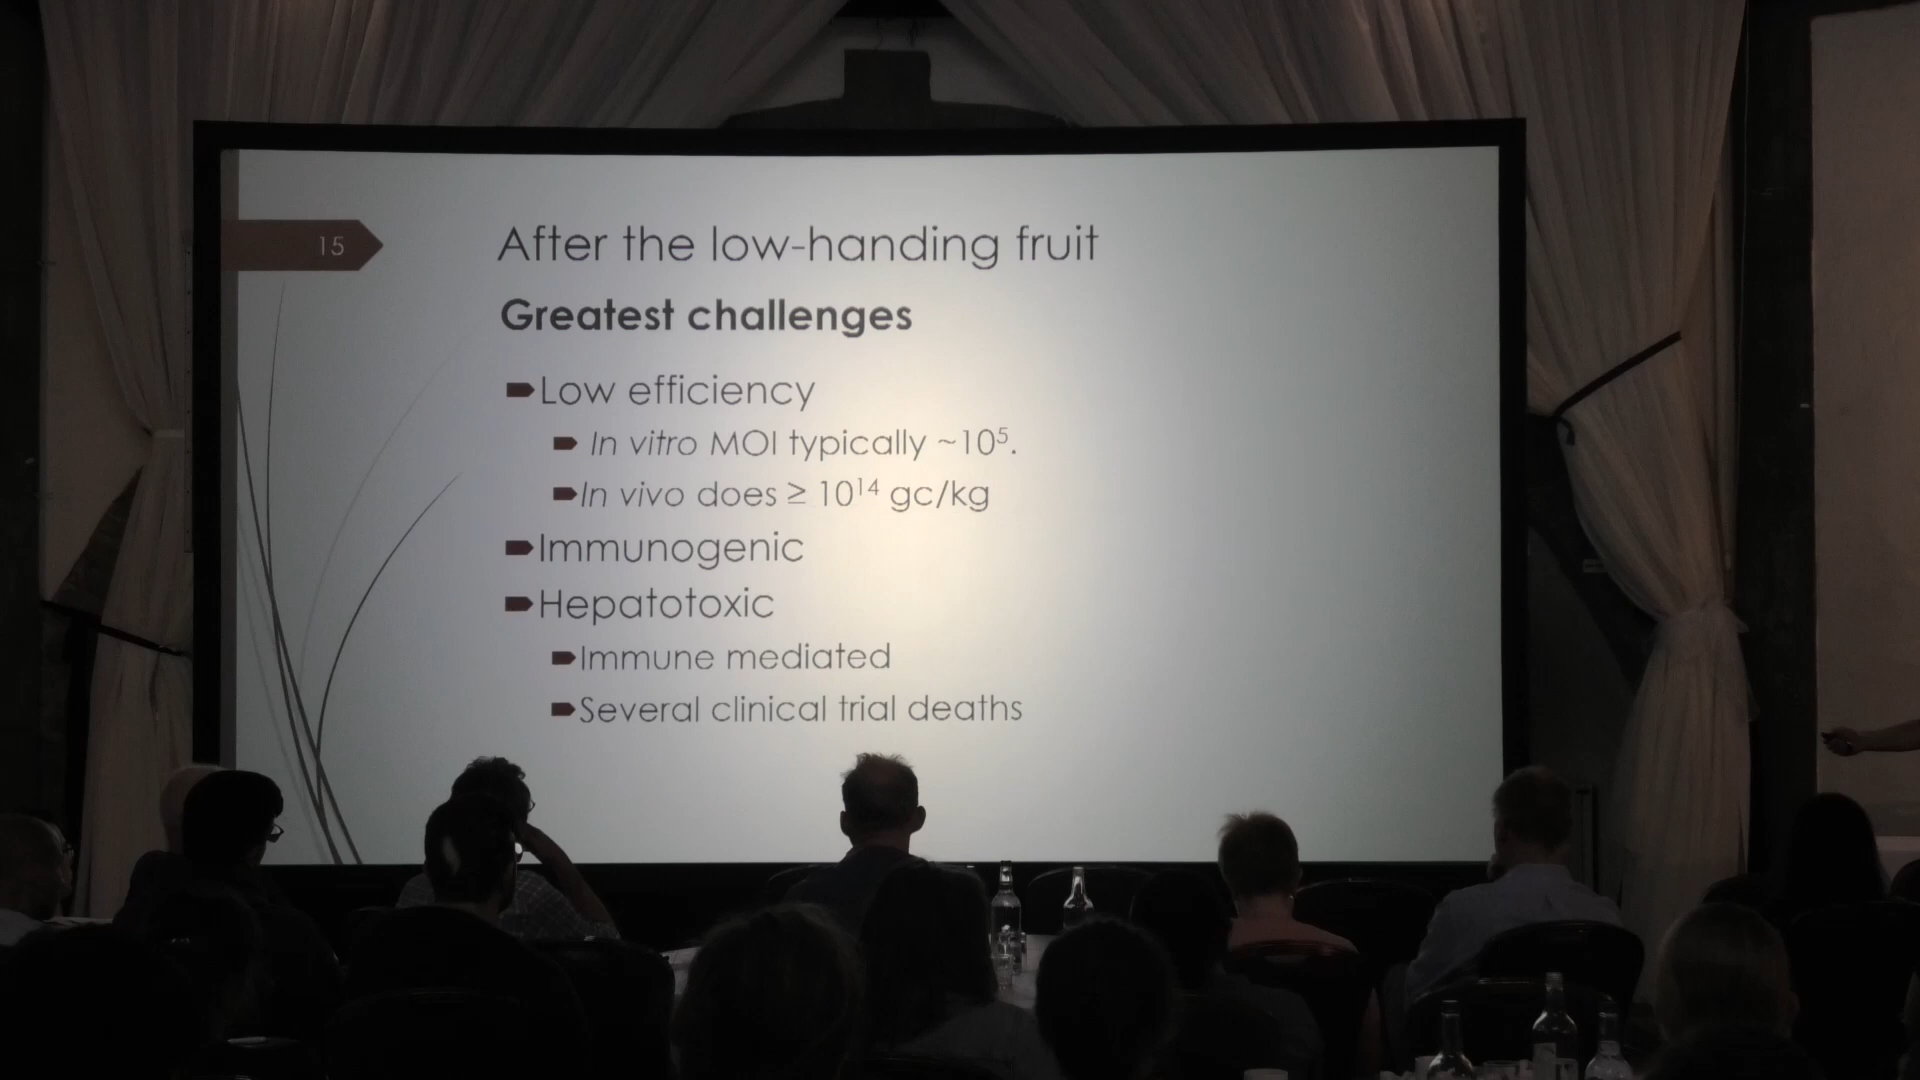 15
After the low-handing fruit
Greatest challenges
Low efficiency
In vitro MOI typically ~10⁵.
In vivo does ≥ 10¹⁴ gc/kg
Immunogenic
Hepatotoxic
Immune mediated
Several clinical trial deaths